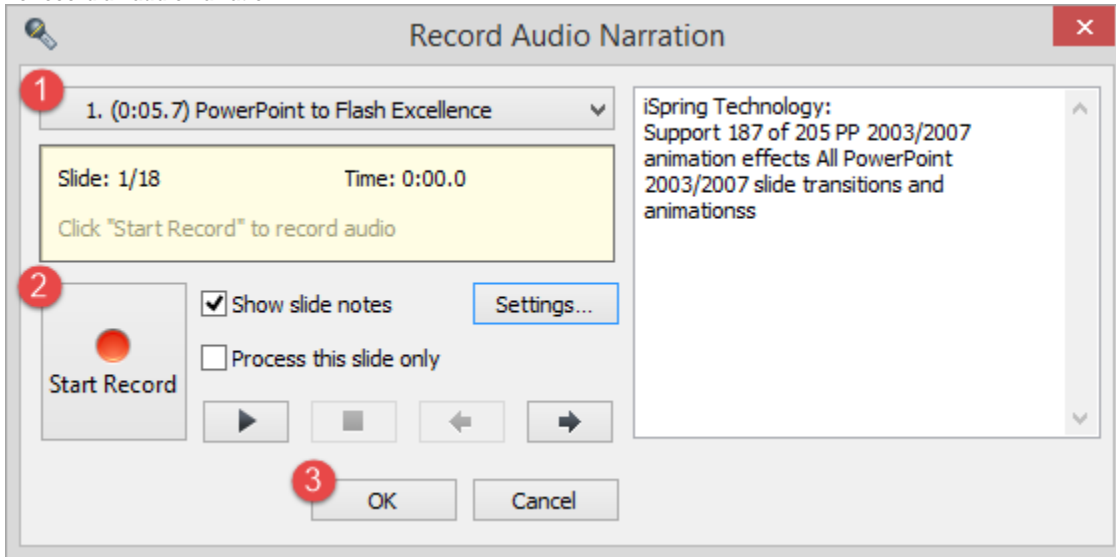 Record Audio Narration
1
1. (0:05.7) PowerPoint to Flash Excellence
Slide: 1/18 Time: 0:00.0
Click "Start Record" to record audio
2
Start Record
Show slide notes
Settings...
Process this slide only
3
OK
Cancel
iSpring Technology:
Support 187 of 205 PP 2003/2007
animation effects All PowerPoint
2003/2007 slide transitions and
animationss